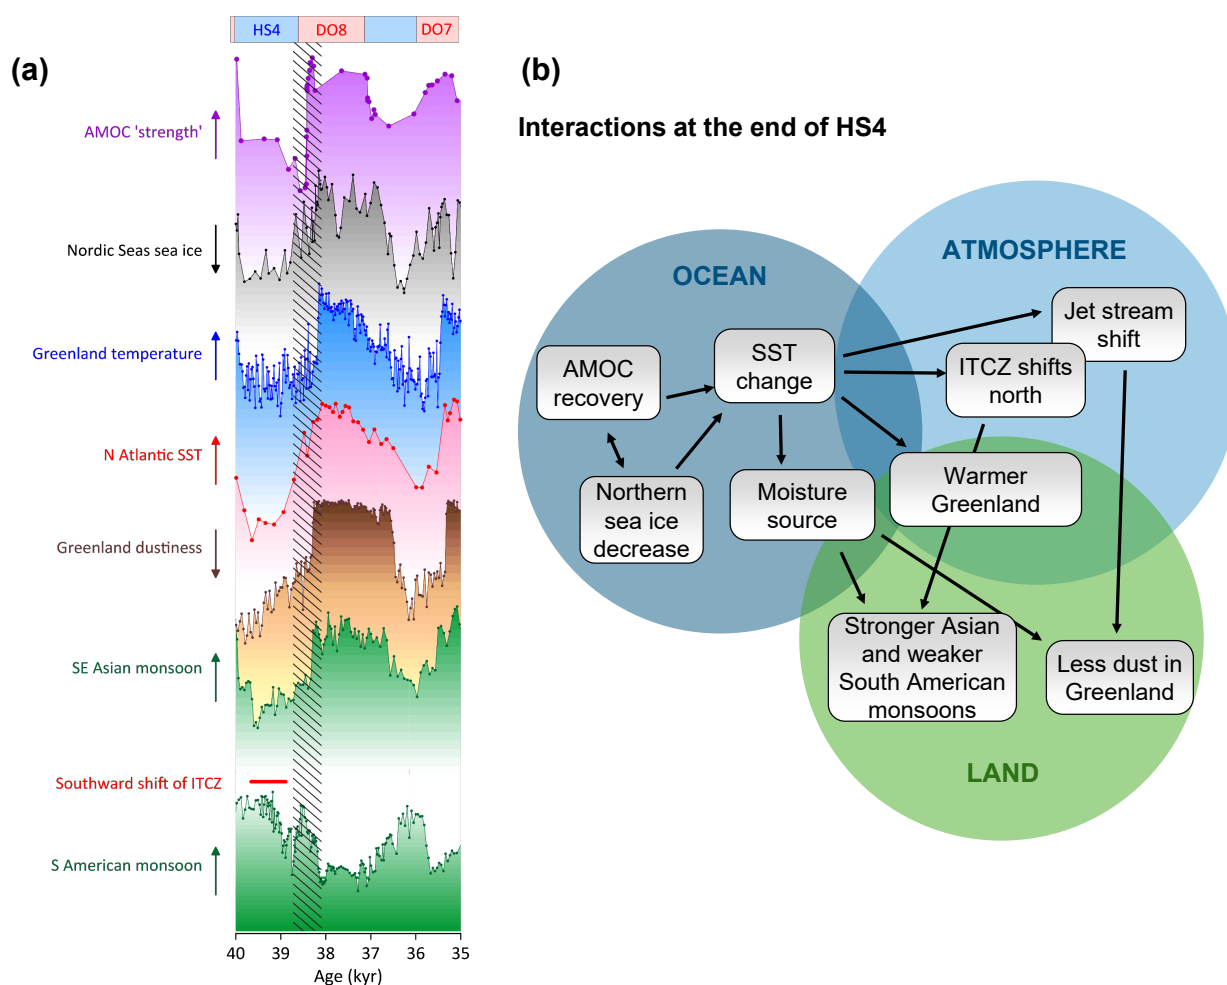 HS4
DO8
DO7
(a)
AMOC 'strength'
Nordic Seas sea ice
Greenland temperature
N Atlantic SST
Greenland dustiness
SE Asian monsoon
Southward shift of ITCZ
S American monsoon
40
39
38
37
36
35
Age (kyr)
(b)
Interactions at the end of HS4
OCEAN
ATMOSPHERE
Jet stream
shift
SST
change
ITCZ shifts
north
AMOC
recovery
Northern
sea ice
decrease
Moisture
source
Warmer
Greenland
Stronger Asian
and weaker
South American
monsoons
Less dust in
Greenland
LAND